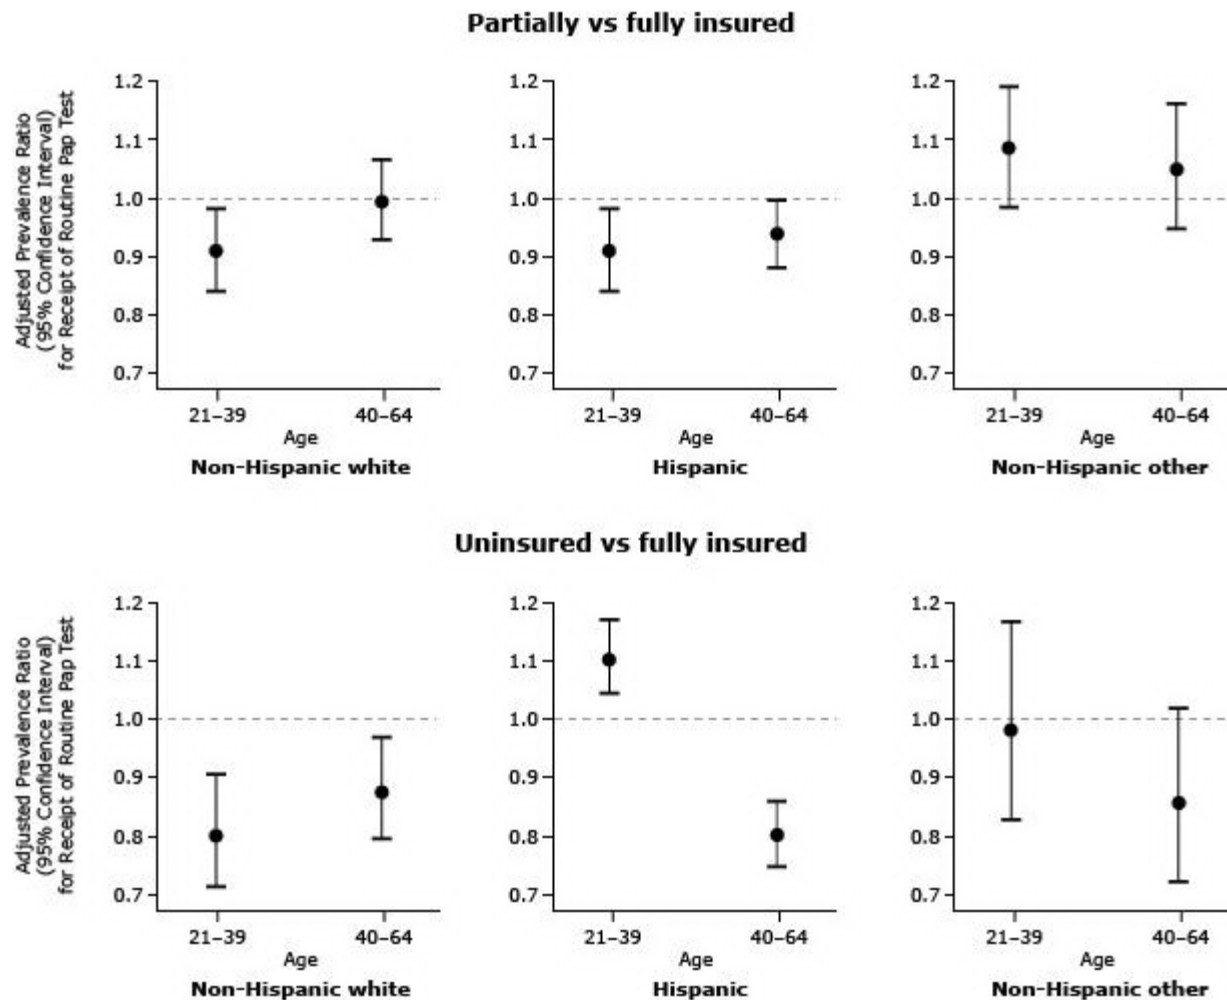 Partially vs fully insured
Adjusted Prevalence Ratio
(95% Confidence Interval)
for Receipt of Routine Pap Test
1.2
1.1
1.0
0.9
0.8
0.7
21–39
40–64
Age
Non-Hispanic white
1.2
1.1
1.0
0.9
0.8
0.7
21–39
40–64
Age
Hispanic
1.2
1.1
1.0
0.9
0.8
0.7
21–39
40–64
Age
Non-Hispanic other
Uninsured vs fully insured
Adjusted Prevalence Ratio
(95% Confidence Interval)
for Receipt of Routine Pap Test
1.2
1.1
1.0
0.9
0.8
0.7
21–39
40–64
Age
Non-Hispanic white
1.2
1.1
1.0
0.9
0.8
0.7
21–39
40–64
Age
Hispanic
1.2
1.1
1.0
0.9
0.8
0.7
21–39
40–64
Age
Non-Hispanic other